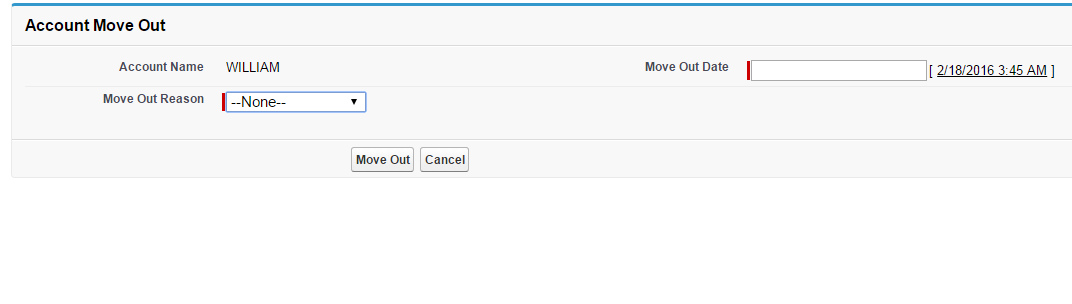 Account Move Out
Account Name WILLIAM Move Out Date [ 2/18/2016 3:45 AM ]
Move Out Reason --None--
Move Out Cancel